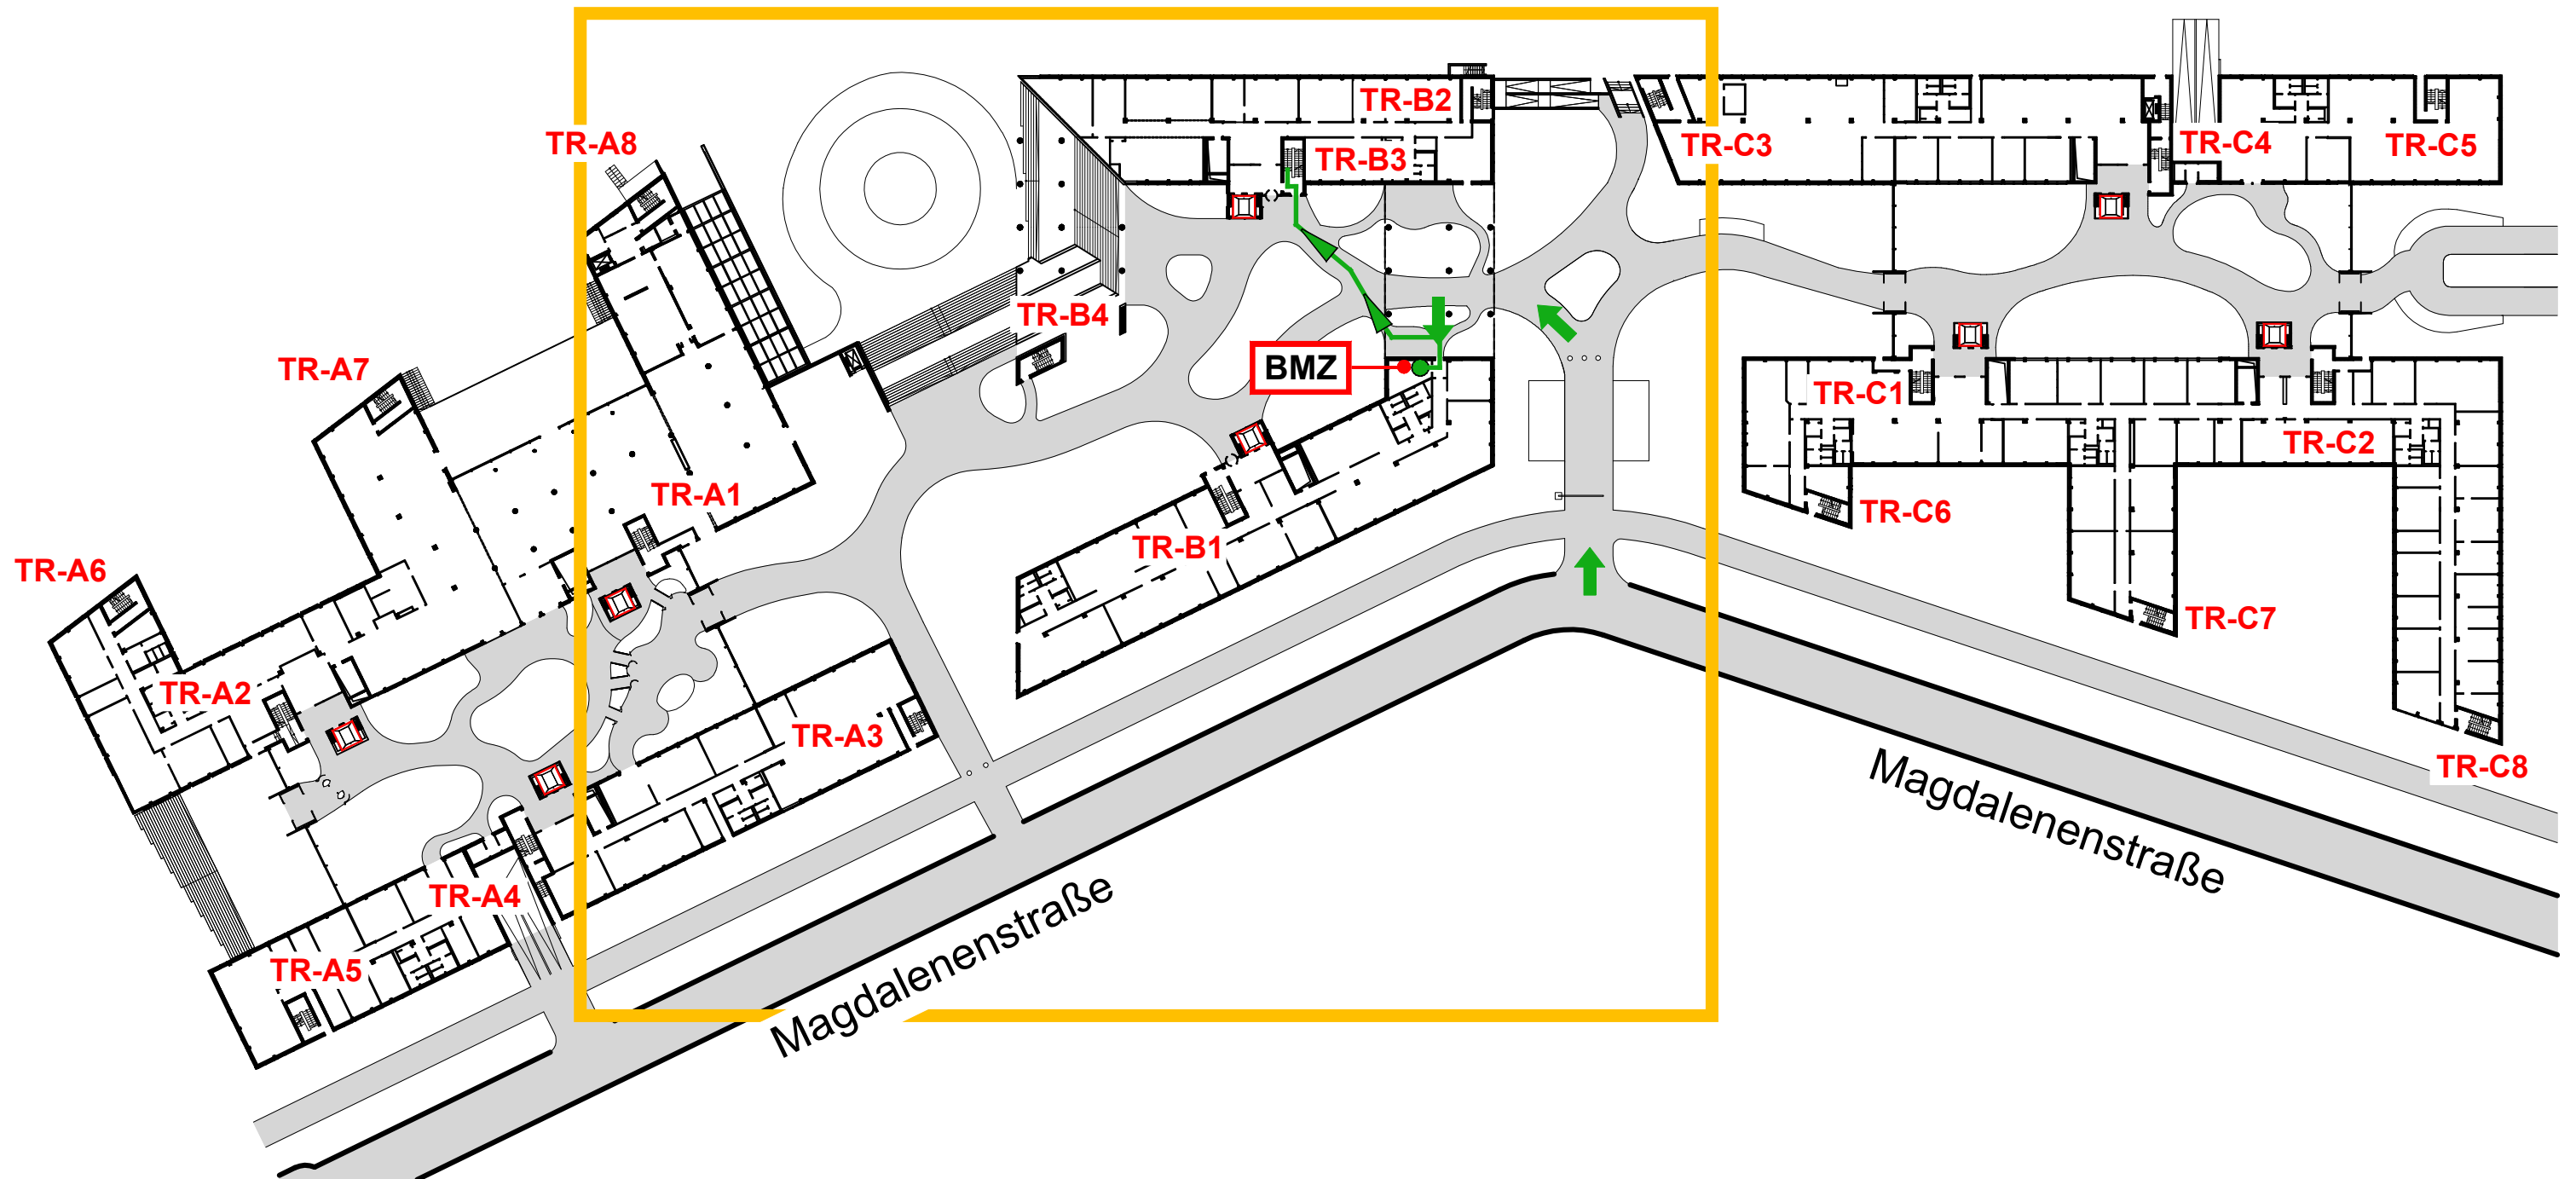 TR-A8
TR-B2
TR-B3
TR-C3
TR-C4
TR-C5
TR-B4
TR-A7
BMZ
TR-C1
TR-C2
TR-A1
TR-C6
TR-B1
TR-A6
TR-C7
TR-A2
TR-A3
TR-C8
Magdalenenstraße
TR-A4
Magdalenenstraße
TR-A5